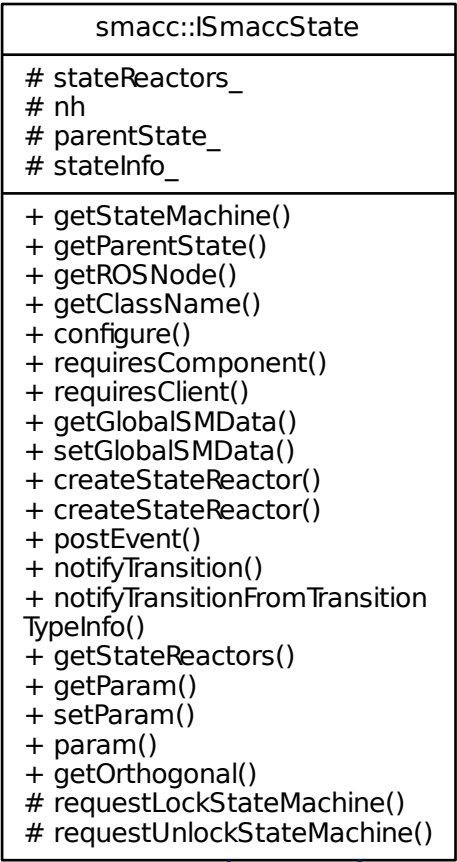 smacc::ISmaccState
# stateReactors_
# nh
# parentState_
# stateInfo_
+ getStateMachine()
+ getParentState()
+ getROSNode()
+ getClassName()
+ configure()
+ requiresComponent()
+ requiresClient()
+ getGlobalSMData()
+ setGlobalSMData()
+ createStateReactor()
+ createStateReactor()
+ postEvent()
+ notifyTransition()
+ notifyTransitionFromTransition
TypeInfo()
+ getStateReactors()
+ getParam()
+ setParam()
+ param()
+ getOrthogonal()
# requestLockStateMachine()
# requestUnlockStateMachine()